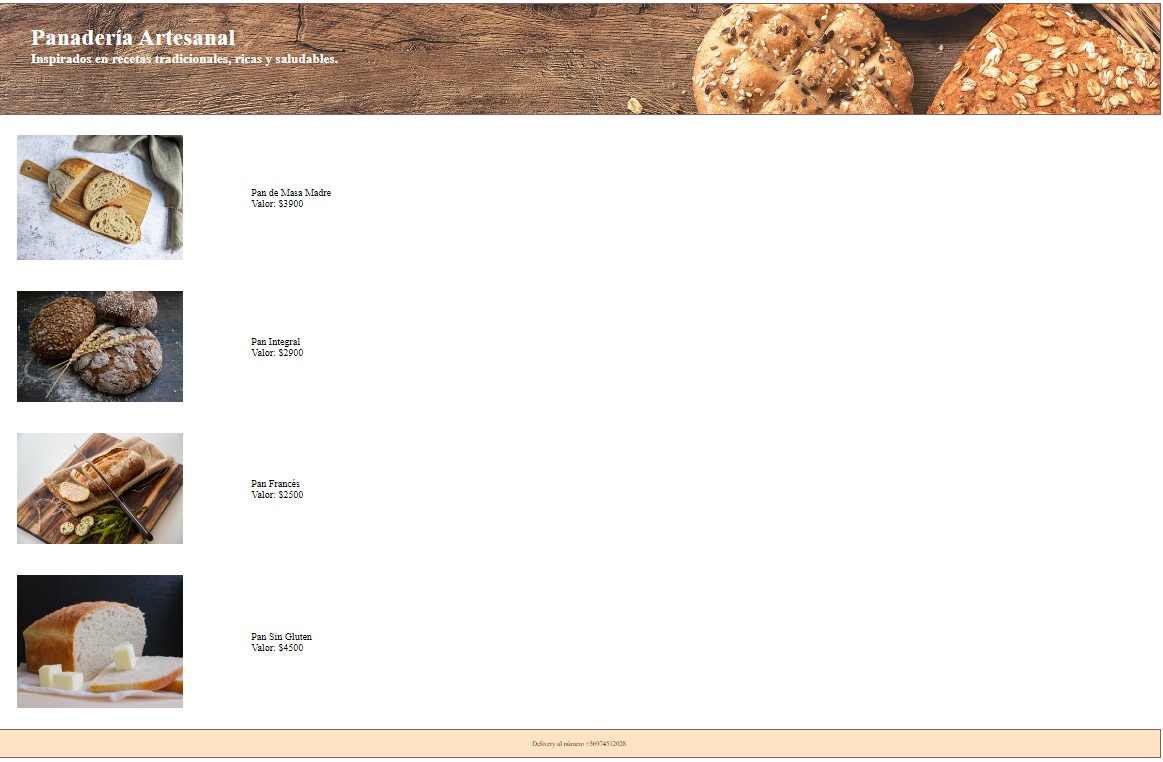 Panadería Artesanal
Inspirados en recetas tradicionales, ricas y saludables.
Pan de Masa Madre
Valor: $3900
Pan Integral
Valor: $2900
Pan Francés
Valor: $2500
Pan Sin Gluten
Valor: $4500
Delivery al número +56974512028